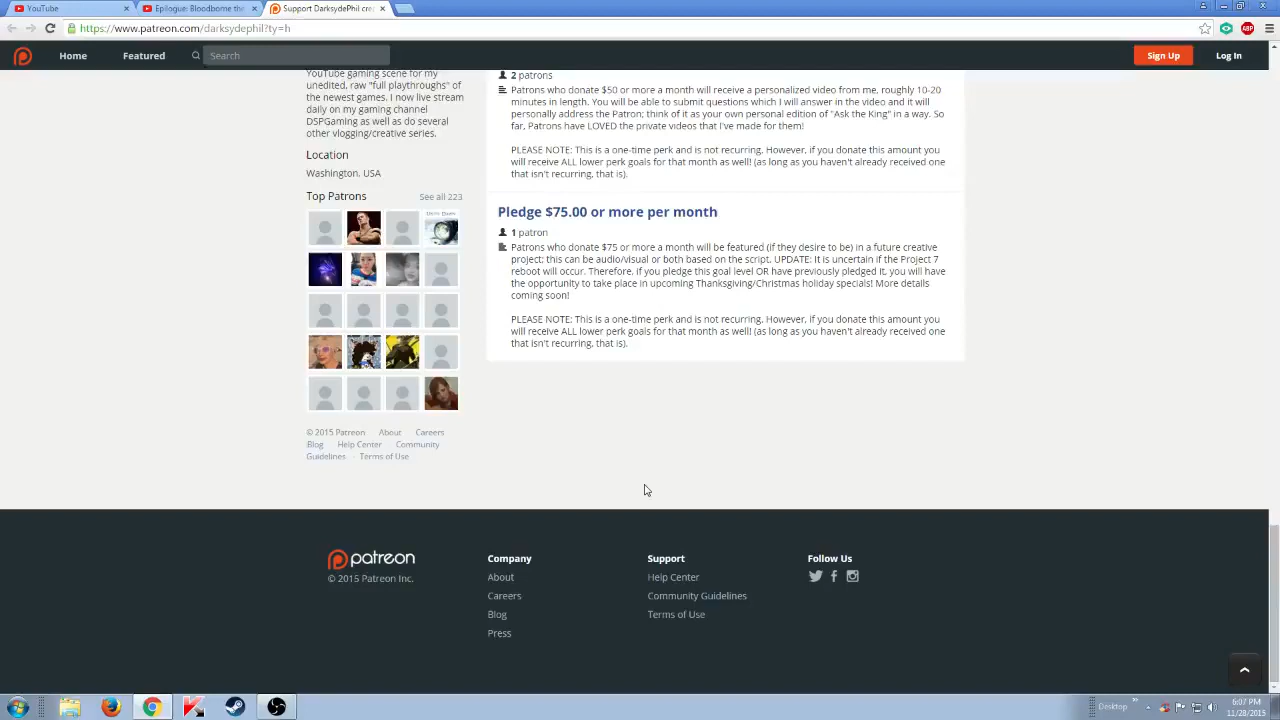 YouTube
Epilogue: Bloodborne the
Support DarksydePhil cre
https://www.patreon.com/darksydephil?ty=h
Home
Featured
Search
Sign Up
Log In
YouTube gaming scene for my
unedited, raw "full playthroughs" of
the newest games. I now live stream
daily on my gaming channel
DSPGaming as well as do several
other vlogging/creative series.
Location
Washington, USA
Top Patrons
See all 223
2 patrons
Patrons who donate $50 or more a month will receive a personalized video from me, roughly 10-20
minutes in length. You will be able to submit questions which I will answer in the video and it will
personally address the Patron; think of it as your own personal edition of "Ask the King" in a way. So
far, Patrons have LOVED the private videos that I've made for them!
PLEASE NOTE: This is a one-time perk and is not recurring. However, if you donate this amount you
will receive ALL lower perk goals for that month as well! (as long as you haven't already received one
that isn't recurring, that is).
Pledge $75.00 or more per month
1 patron
Patrons who donate $75 or more a month will be featured (if they desire to be) in a future creative
project; this can be audio/visual or both based on the script. UPDATE: It is uncertain if the Project 7
reboot will occur. Therefore, if you pledge this goal level OR have previously pledged it, you will have
the opportunity to take place in upcoming Thanksgiving/Christmas holiday specials! More details
coming soon!
PLEASE NOTE: This is a one-time perk and is not recurring. However, if you donate this amount you
will receive ALL lower perk goals for that month as well! (as long as you haven't already received one
that isn't recurring, that is).
© 2015 Patreon About Careers
Blog Help Center Community
Guidelines · Terms of Use
patreon
© 2015 Patreon Inc.
Company
About
Careers
Blog
Press
Support
Help Center
Community Guidelines
Terms of Use
Follow Us
Desktop
6:07 PM
11/28/2015
ABP